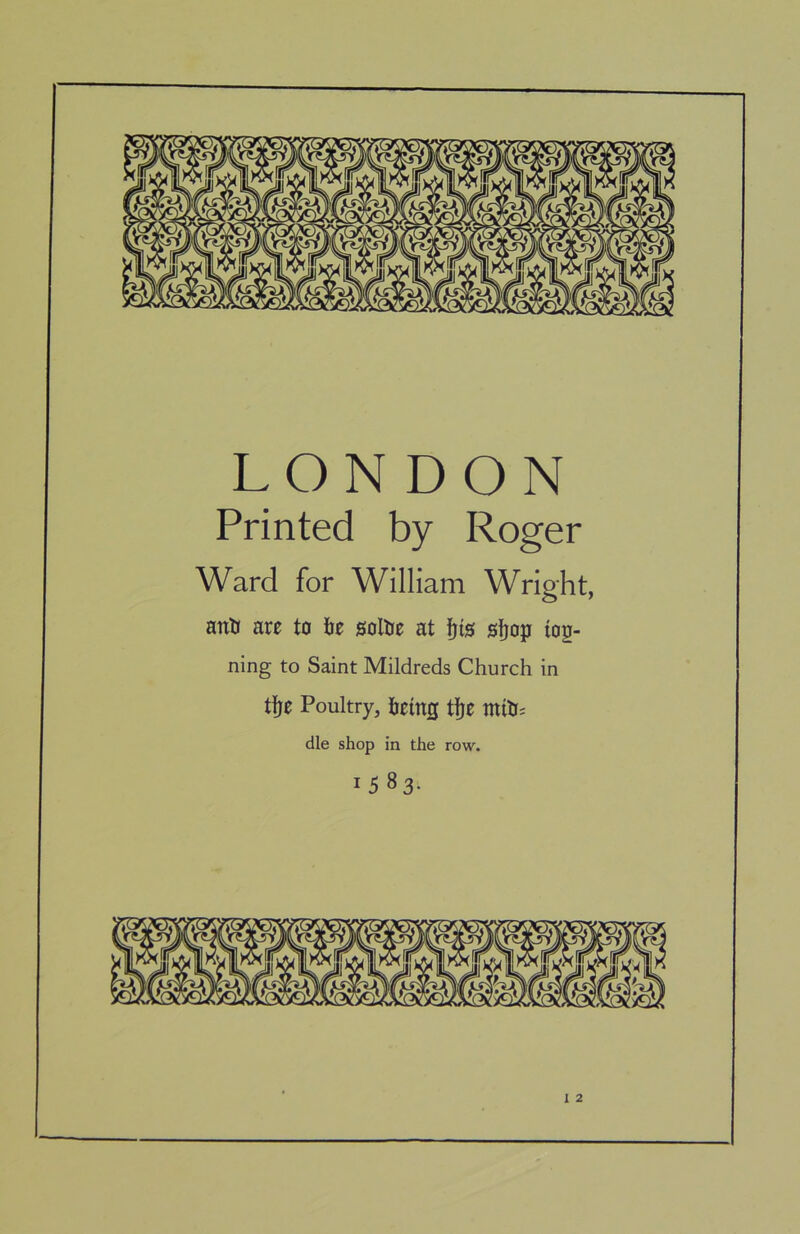 LONDON
Printed by Roger
Ward for William Wright,
and are to be solde at his shop ioy-
ning to Saint Mildreds Church in
the Poultry, being the mid-
dle shop in the row.
1583.
I 2